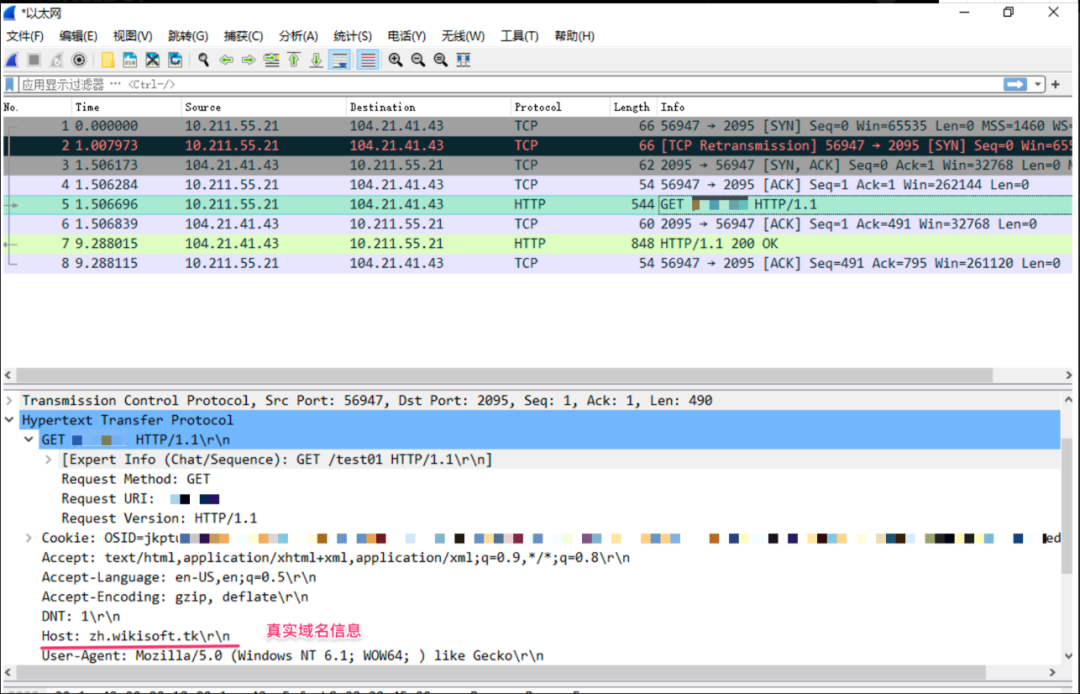 *以太网
文件(F) 编辑(E) 视图(V) 跳转(G) 捕获(C) 分析(A) 统计(S) 电话(Y) 无线(W) 工具(T) 帮助(H)
应用显示过滤器 … <Ctrl-/>
No. Time Source Destination Protocol Length Info
1 0.000000 10.211.55.21 104.21.41.43 TCP 66 56947 → 2095 [SYN] Seq=0 Win=65535 Len=0 MSS=1460 WS=
2 1.007973 10.211.55.21 104.21.41.43 TCP 66 [TCP Retransmission] 56947 → 2095 [SYN] Seq=0 Win=655
3 1.506173 104.21.41.43 10.211.55.21 TCP 62 2095 → 56947 [SYN, ACK] Seq=0 Ack=1 Win=32768 Len=0 M
4 1.506284 10.211.55.21 104.21.41.43 TCP 54 56947 → 2095 [ACK] Seq=1 Ack=1 Win=262144 Len=0
5 1.506696 10.211.55.21 104.21.41.43 HTTP 544 GET HTTP/1.1
6 1.506839 104.21.41.43 10.211.55.21 TCP 60 2095 → 56947 [ACK] Seq=1 Ack=491 Win=32768 Len=0
7 9.288015 104.21.41.43 10.211.55.21 HTTP 848 HTTP/1.1 200 OK
8 9.288115 10.211.55.21 104.21.41.43 TCP 54 56947 → 2095 [ACK] Seq=491 Ack=795 Win=261120 Len=0
Transmission Control Protocol, Src Port: 56947, Dst Port: 2095, Seq: 1, Ack: 1, Len: 490
Hypertext Transfer Protocol
GET HTTP/1.1\r\n
[Expert Info (Chat/Sequence): GET /test01 HTTP/1.1\r\n]
Request Method: GET
Request URI:
Request Version: HTTP/1.1
Cookie: OSID=jkptu ed
Accept: text/html,application/xhtml+xml,application/xml;q=0.9,*/*;q=0.8\r\n
Accept-Language: en-US,en;q=0.5\r\n
Accept-Encoding: gzip, deflate\r\n
DNT: 1\r\n
Host: zh.wikisoft.tk\r\n 真实域名信息
User-Agent: Mozilla/5.0 (Windows NT 6.1; WOW64; ) like Gecko\r\n